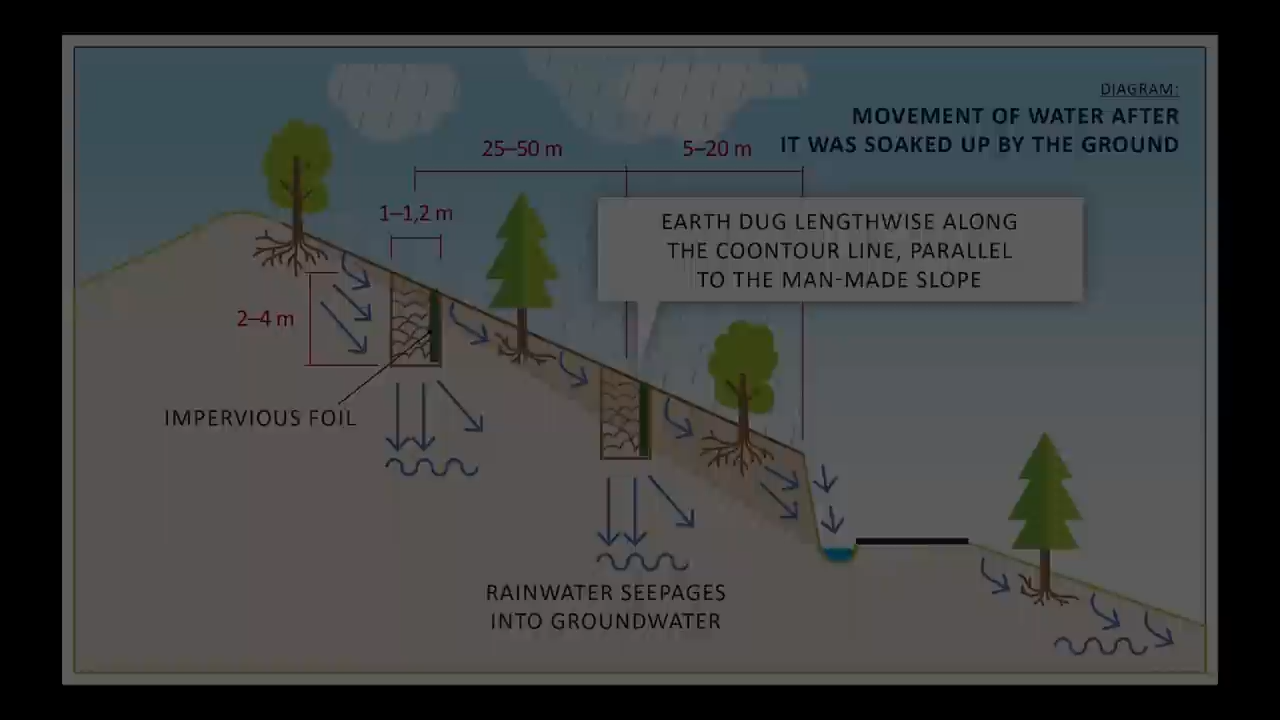 DIAGRAM:
MOVEMENT OF WATER AFTER
IT WAS SOAKED UP BY THE GROUND
25–50 m
5–20 m
1–1,2 m
EARTH DUG LENGTHWISE ALONG
THE COONTOUR LINE, PARALLEL
TO THE MAN-MADE SLOPE
2–4 m
IMPERVIOUS FOIL
RAINWATER SEEPAGES
INTO GROUNDWATER